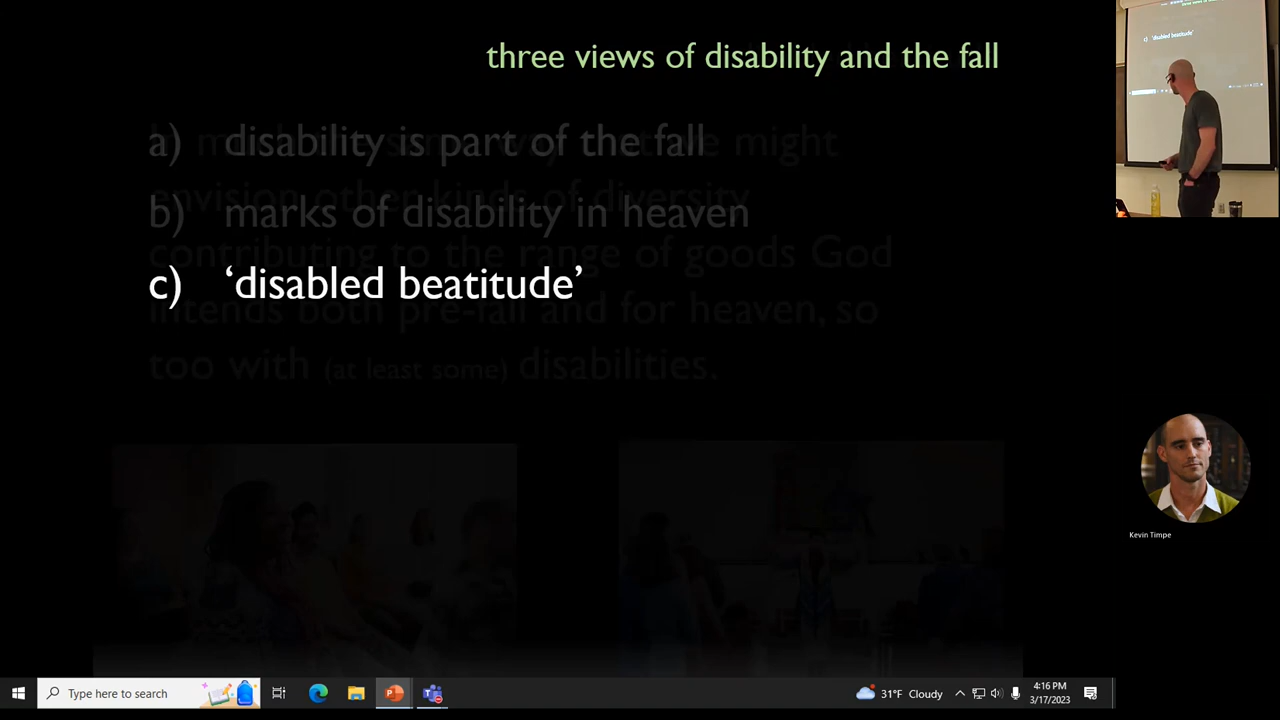 three views of disability and the fall
a) disability is part of the fall
b) marks of disability in heaven
c) ‘disabled beatitude’
envision other kinds of diversity
contributing to the range of goods God
intends both pre-fall and for heaven, so
too with (at least some) disabilities.
‘disabled beatitude’
Kevin Timpe
Type here to search
31°F Cloudy
4:16 PM
3/17/2023